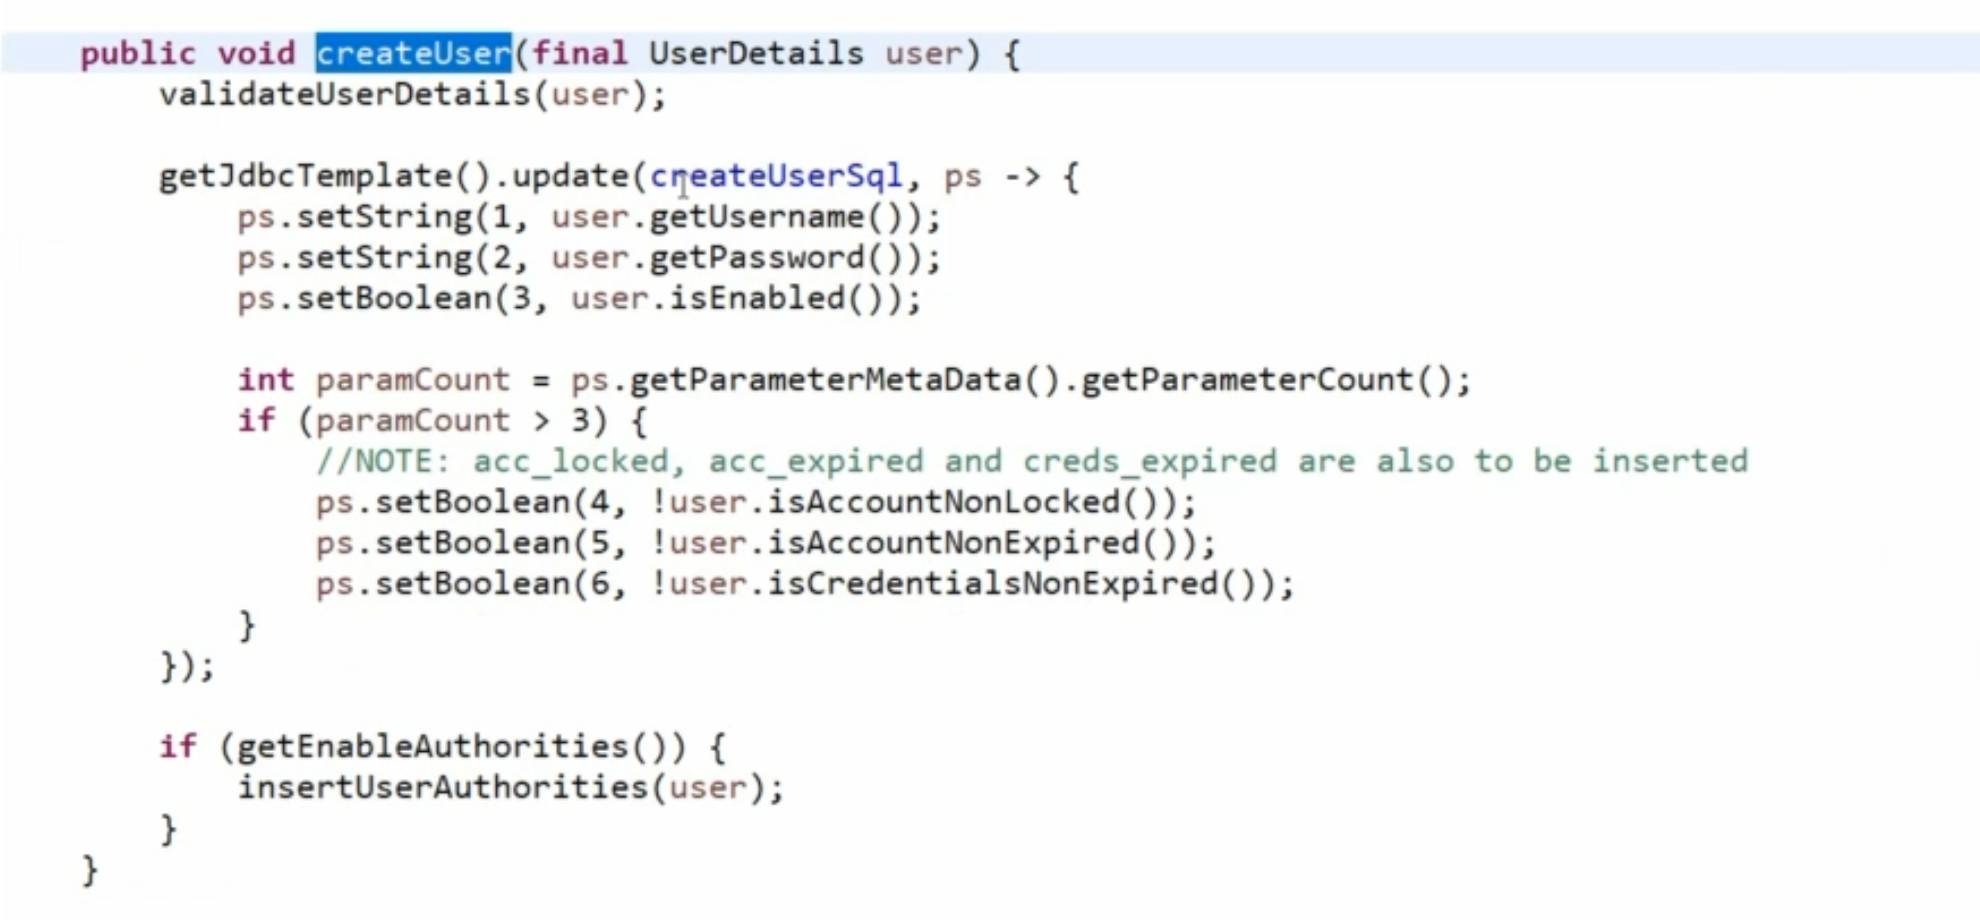 public void createUser(final UserDetails user) {
validateUserDetails(user);
getJdbcTemplate().update(createUserSql, ps -> {
ps.setString(1, user.getUsername());
ps.setString(2, user.getPassword());
ps.setBoolean(3, user.isEnabled());
int paramCount = ps.getParameterMetaData().getParameterCount();
if (paramCount > 3) {
//NOTE: acc_locked, acc_expired and creds_expired are also to be inserted
ps.setBoolean(4, !user.isAccountNonLocked());
ps.setBoolean(5, !user.isAccountNonExpired());
ps.setBoolean(6, !user.isCredentialsNonExpired());
}
});
if (getEnableAuthorities()) {
insertUserAuthorities(user);
}
}